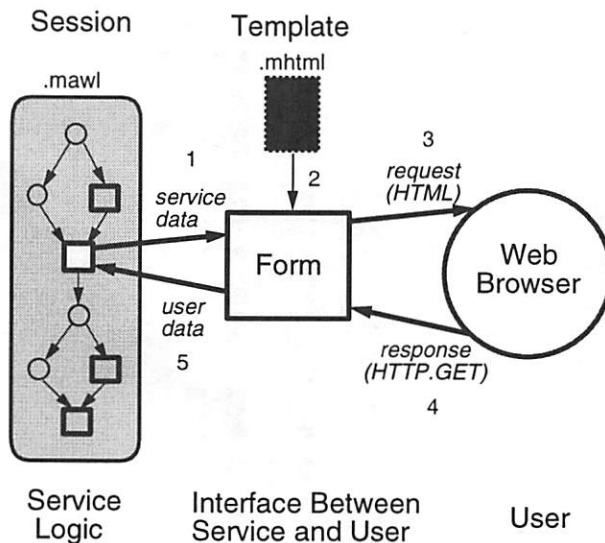 Session
Template
.mawl
.mhtml
1
2
3
service
data
request
(HTML)
Form
Web
Browser
user
data
5
response
(HTTP.GET)
4
Service
Logic
Interface Between
Service and User
User